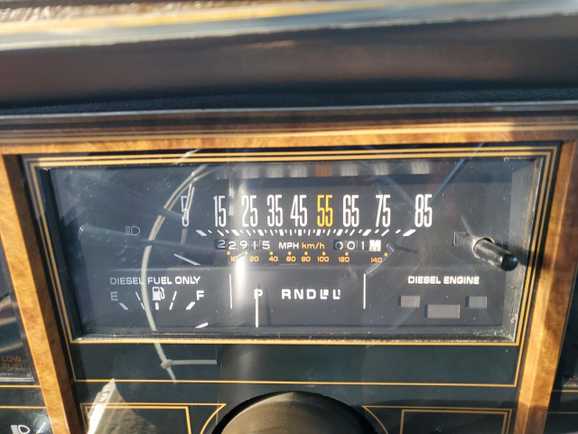 5 15 25 35 45 55 65 75 85
22915 MPH km/h 001
20 40 60 80 100 120 140
DIESEL FUEL ONLY
DIESEL ENGINE
E F P RNDLL